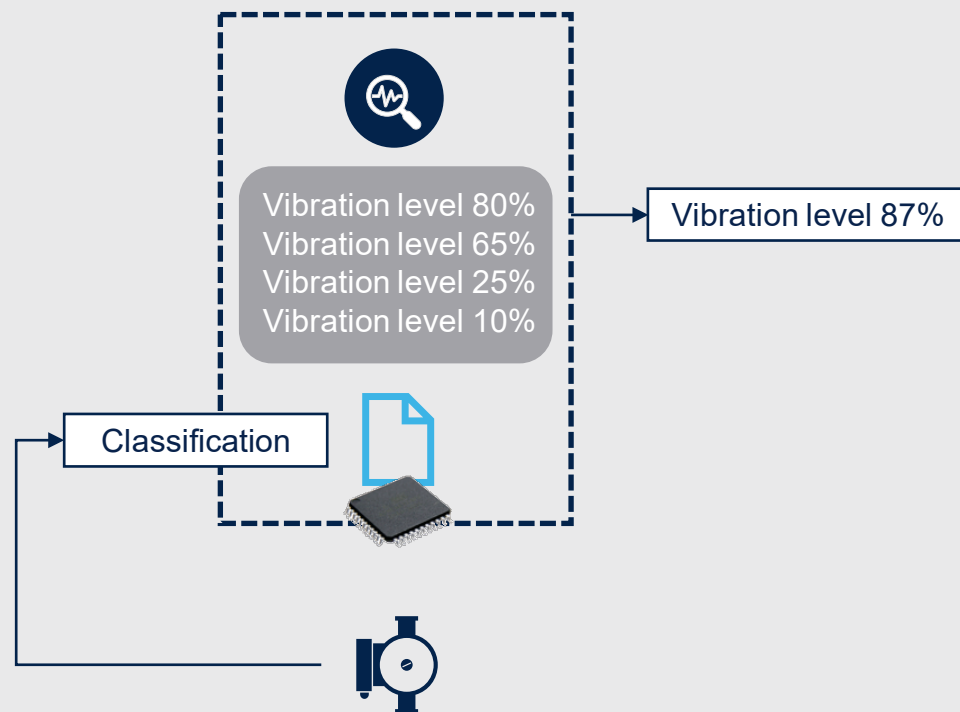 Vibration level 80%
Vibration level 65%
Vibration level 25%
Vibration level 10%
Vibration level 87%
Classification